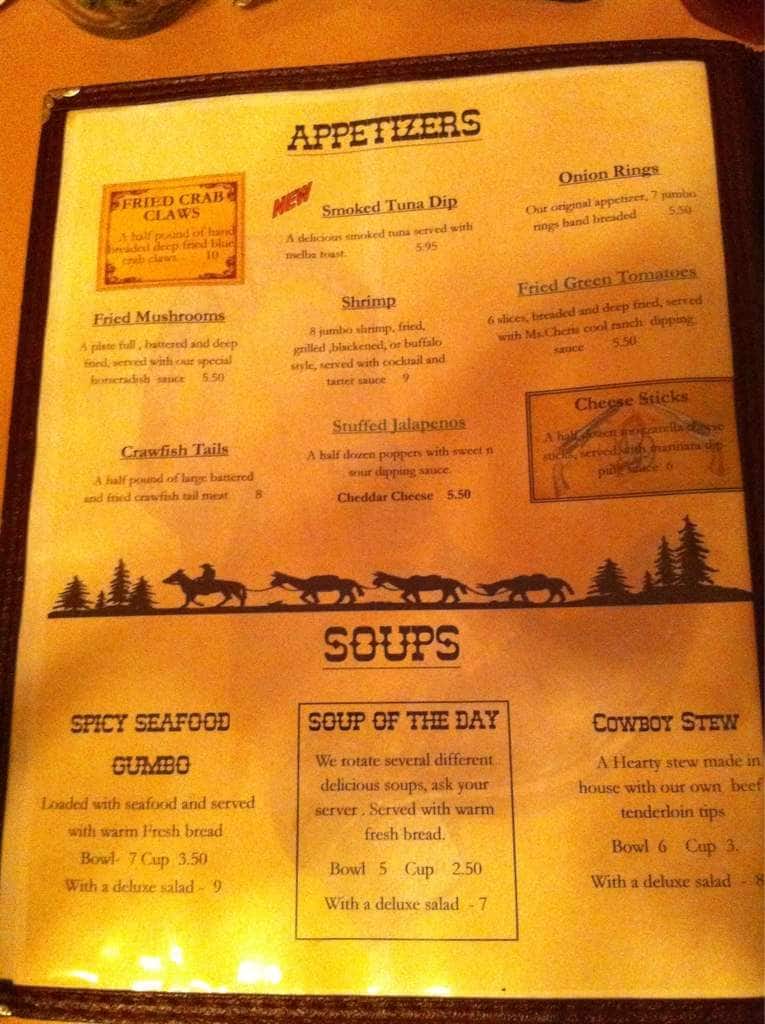 APPETIZERS
FRIED CRAB
CLAWS
A half pound of hand
breaded deep fried blue
crab claws 10
NEW
Smoked Tuna Dip
A delicious smoked tuna served with
melba toast. 5.95
Onion Rings
Our original appetizer, 7 jumbo
rings hand breaded 5.50
Fried Mushrooms
A plate full , battered and deep
fried, served with our special
horseradish sauce 5.50
Shrimp
8 jumbo shrimp, fried,
grilled ,blackened, or buffalo
style, served with cocktail and
tarter sauce 9
Fried Green Tomatoes
6 slices, breaded and deep fried, served
with Ms.Cheris cool ranch dipping
sauce 5.50
Crawfish Tails
A half pound of large battered
and fried crawfish tail meat 8
Stuffed Jalapenos
A half dozen poppers with sweet n
sour dipping sauce.
Cheddar Cheese 5.50
Cheese Sticks
A half dozen mozzarella cheese
sticks, served with marinara dip
ping sauce 6
SOUPS
SPICY SEAFOOD
GUMBO
Loaded with seafood and served
with warm Fresh bread
Bowl- 7 Cup 3.50
With a deluxe salad - 9
SOUP OF THE DAY
We rotate several different
delicious soups, ask your
server . Served with warm
fresh bread.
Bowl 5 Cup 2.50
With a deluxe salad - 7
COWBOY STEW
A Hearty stew made in
house with our own beef
tenderloin tips
Bowl 6 Cup 3.
With a deluxe salad - 8